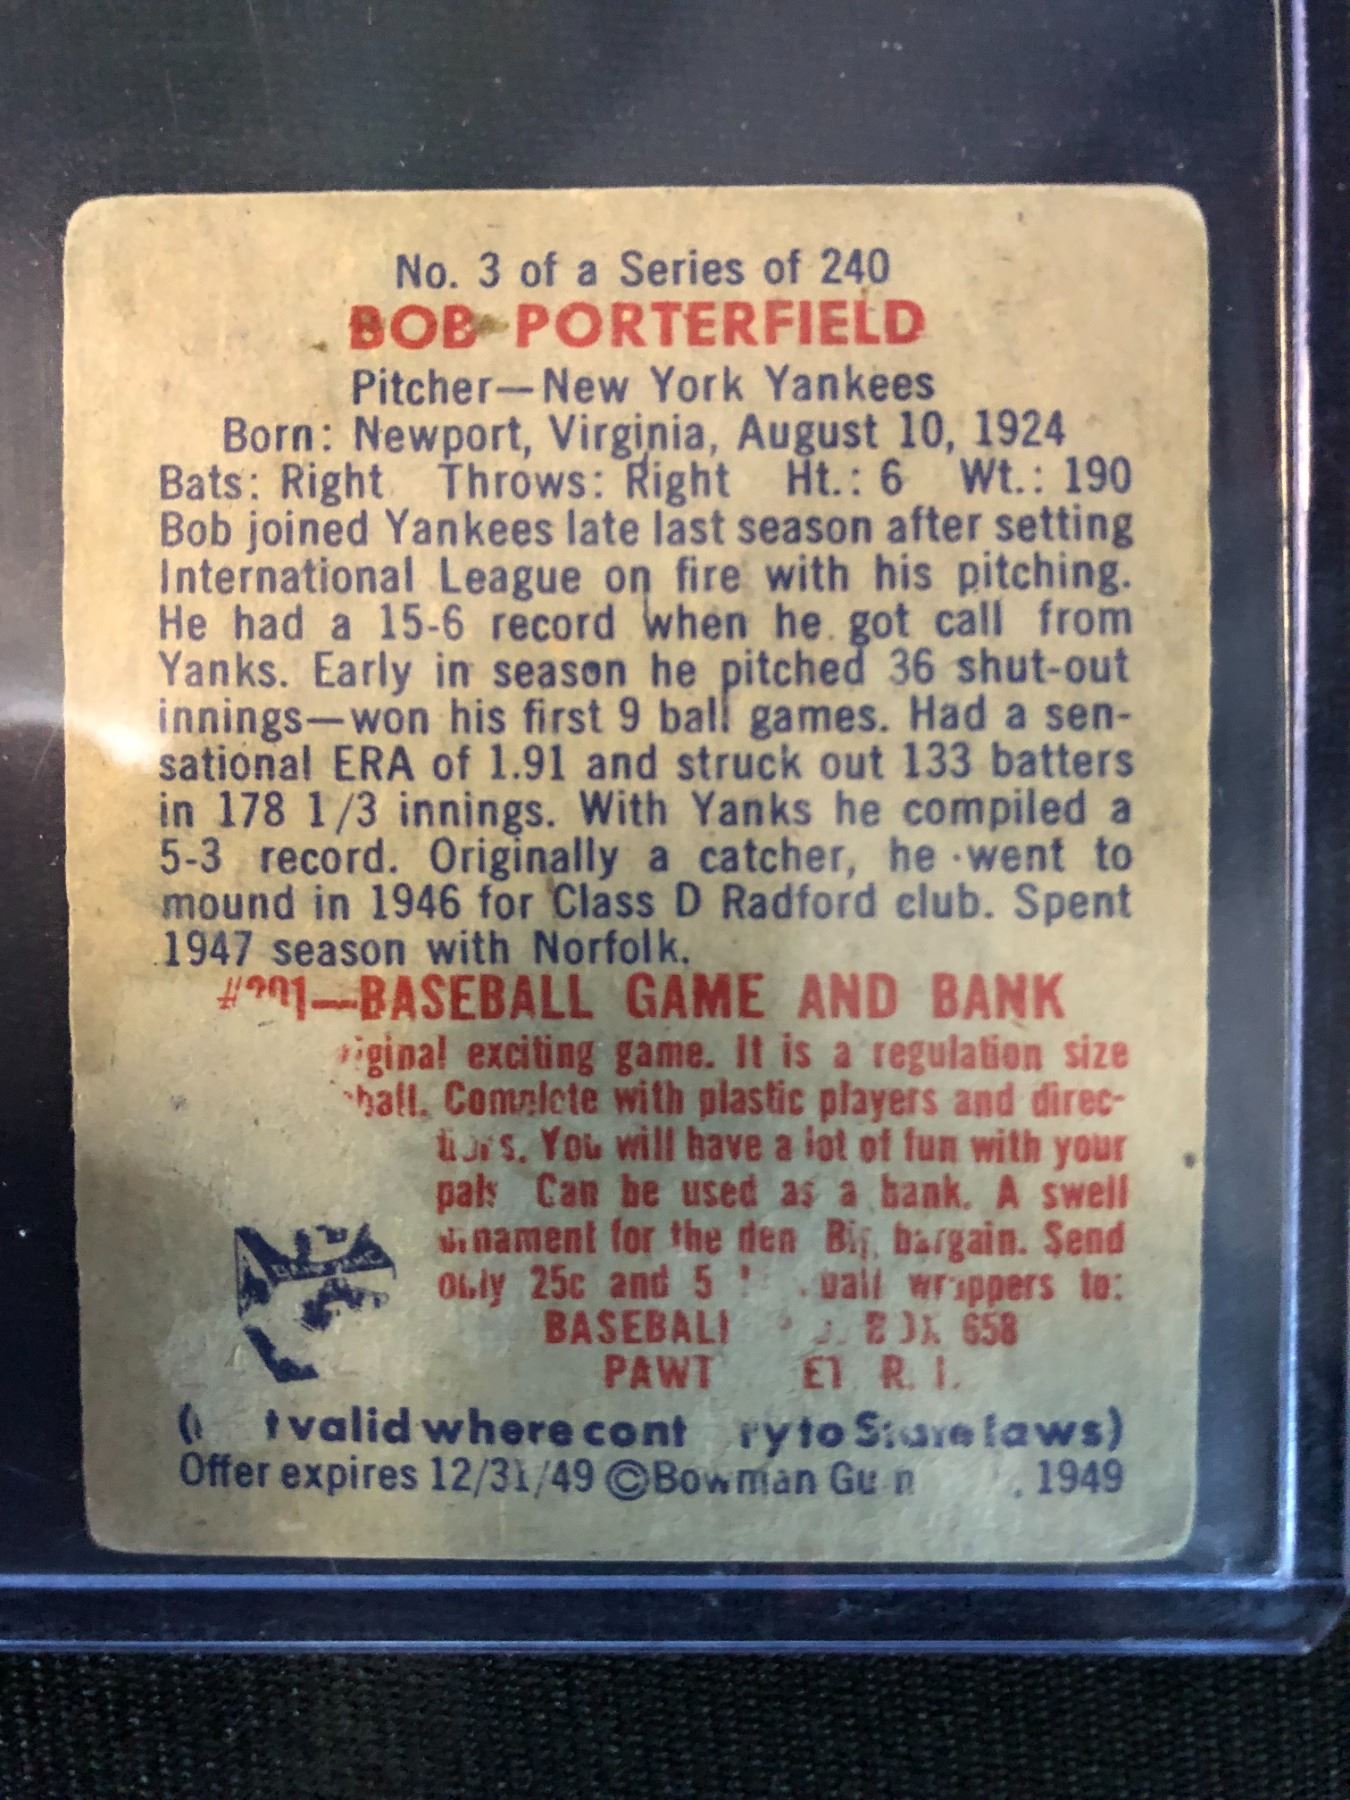 No. 3 of a Series of 240
BOB PORTERFIELD
Pitcher—New York Yankees
Born: Newport, Virginia, August 10, 1924
Bats: Right Throws: Right Ht.: 6 Wt.: 190
Bob joined Yankees late last season after setting
International League on fire with his pitching.
He had a 15-6 record when he got call from
Yanks. Early in season he pitched 36 shut-out
innings—won his first 9 ball games. Had a sen-
sational ERA of 1.91 and struck out 133 batters
in 178 1/3 innings. With Yanks he compiled a
5-3 record. Originally a catcher, he went to
mound in 1946 for Class D Radford club. Spent
1947 season with Norfolk.
—BASEBALL GAME AND BANK
exciting game. It is a regulation size
Complete with plastic players and direc-
You will have a lot of fun with your
pals Can be used as a bank. A swell
for the den Big bargain. Send
only 25c and 5 wrappers to:
BASEBALL BOX 658
R. I.
valid where to State laws)
Offer expires 12/31/49 ©Bowman 1949